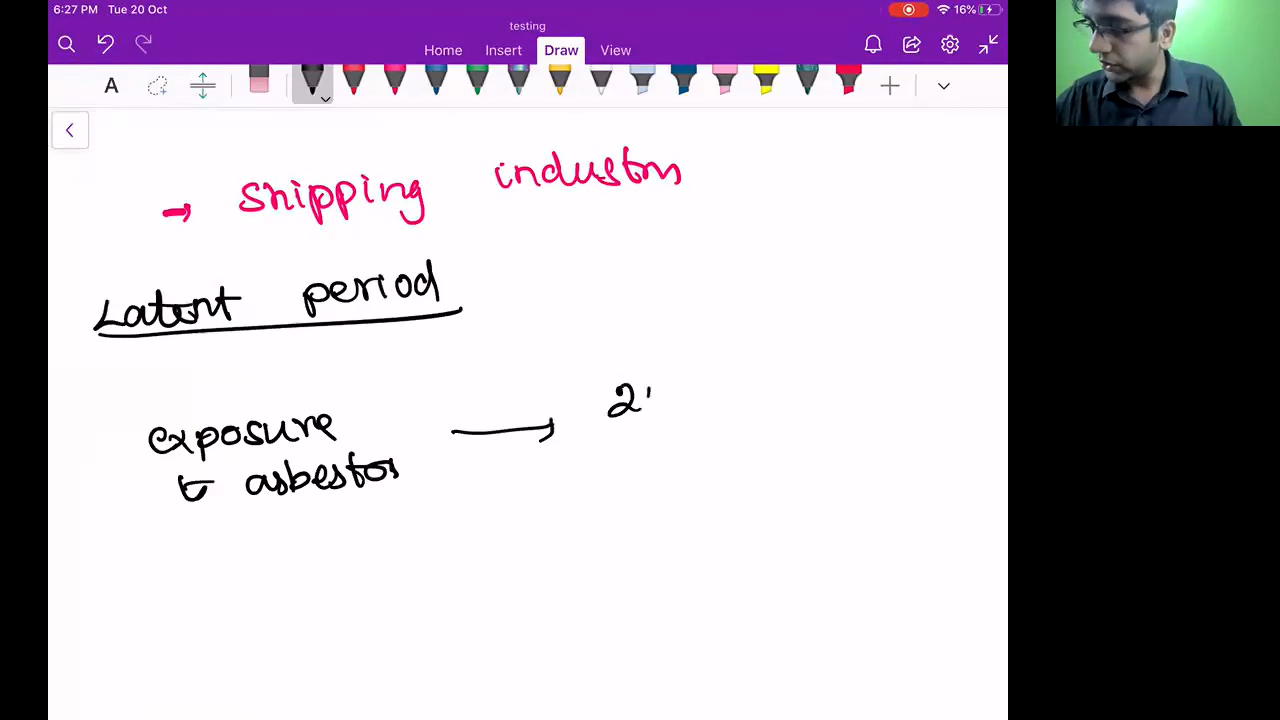 6:27 PM Tue 20 Oct
16%
testing
Home Insert Draw View
A
→ shipping industry
Latent period
exposure → 2
to asbestos